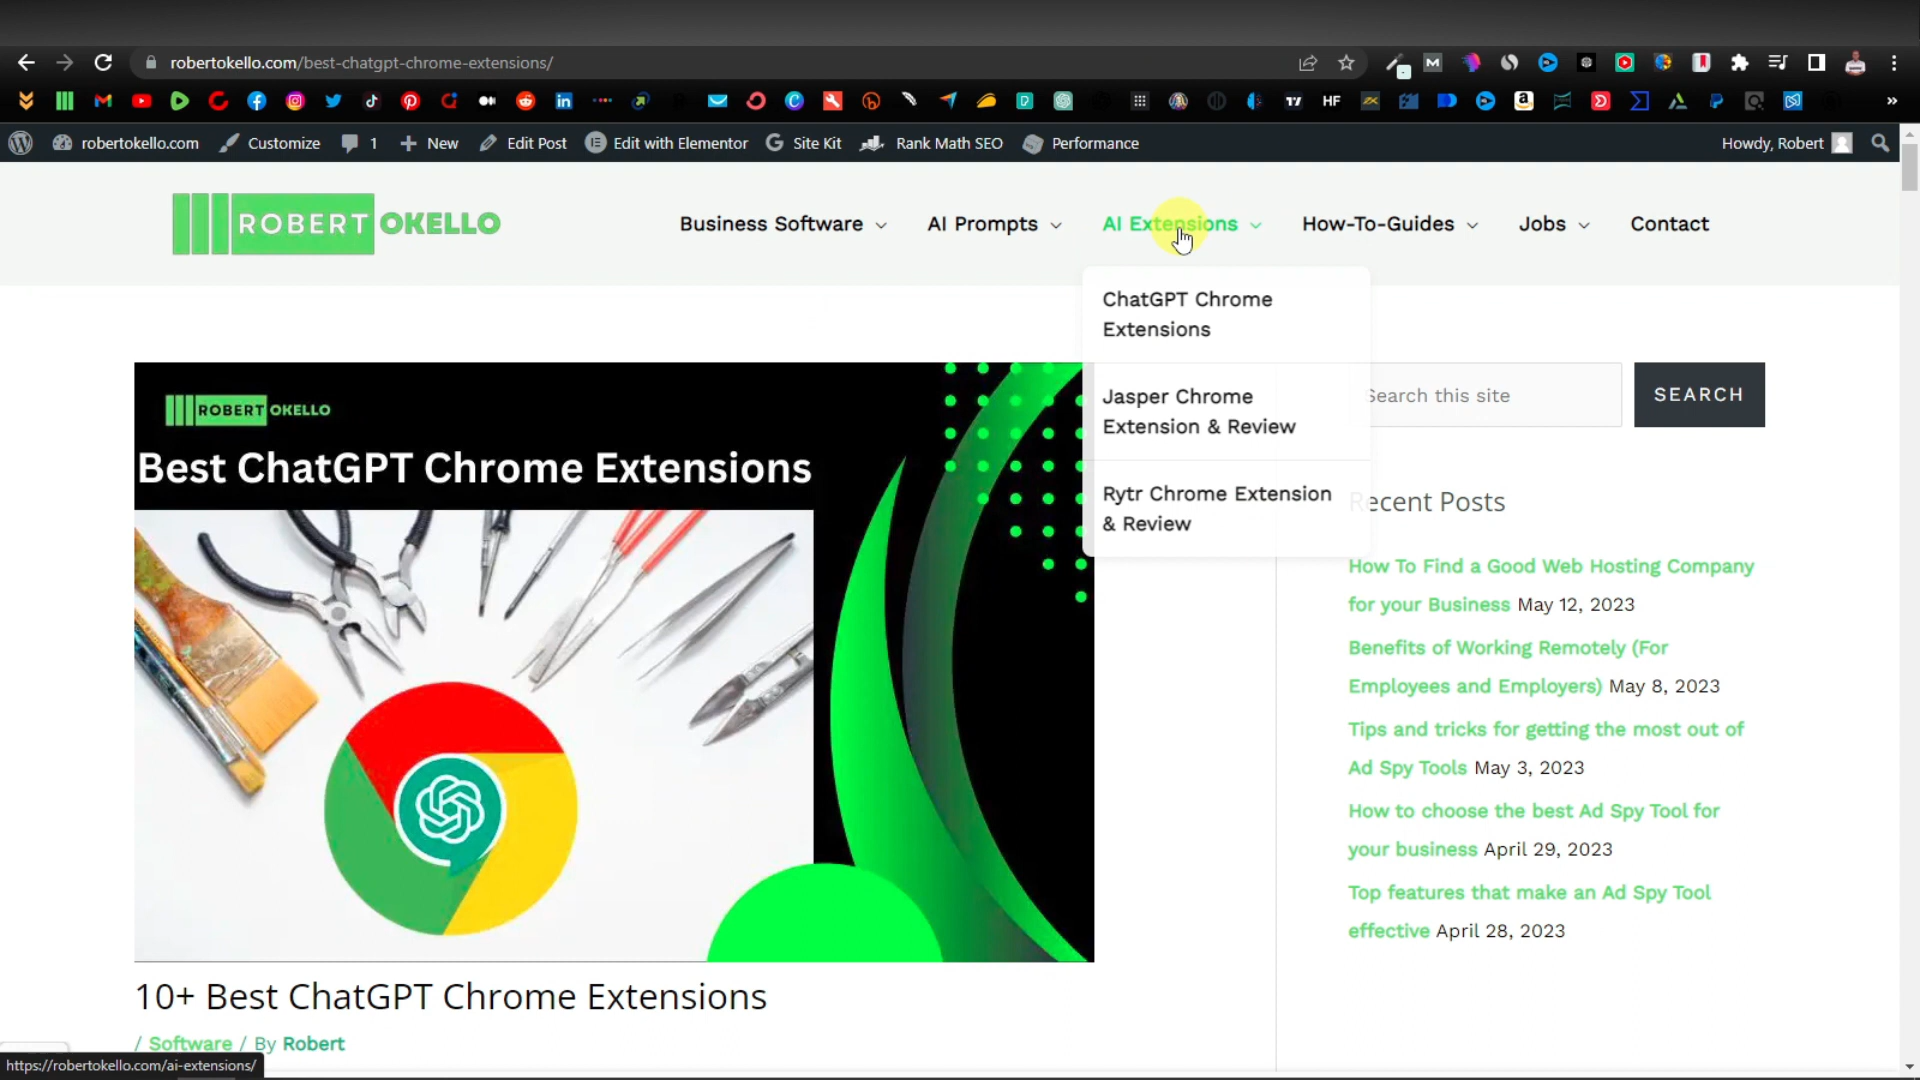 robertokello.com/best-chatgpt-chrome-extensions/
robertokello.com
Customize
1
New
Edit Post
Edit with Elementor
Site Kit
Rank Math SEO
Performance
Howdy, Robert
ROBERT OKELLO
Business Software
AI Prompts
AI Extensions
How-To-Guides
Jobs
Contact
ChatGPT Chrome
Extensions
Jasper Chrome
Extension & Review
Rytr Chrome Extension
& Review
ROBERT OKELLO
Best ChatGPT Chrome Extensions
Search this site
SEARCH
Recent Posts
How To Find a Good Web Hosting Company
for your Business May 12, 2023
Benefits of Working Remotely (For
Employees and Employers) May 8, 2023
Tips and tricks for getting the most out of
Ad Spy Tools May 3, 2023
How to choose the best Ad Spy Tool for
your business April 29, 2023
Top features that make an Ad Spy Tool
effective April 28, 2023
10+ Best ChatGPT Chrome Extensions
/ Software / By Robert
https://robertokello.com/ai-extensions/